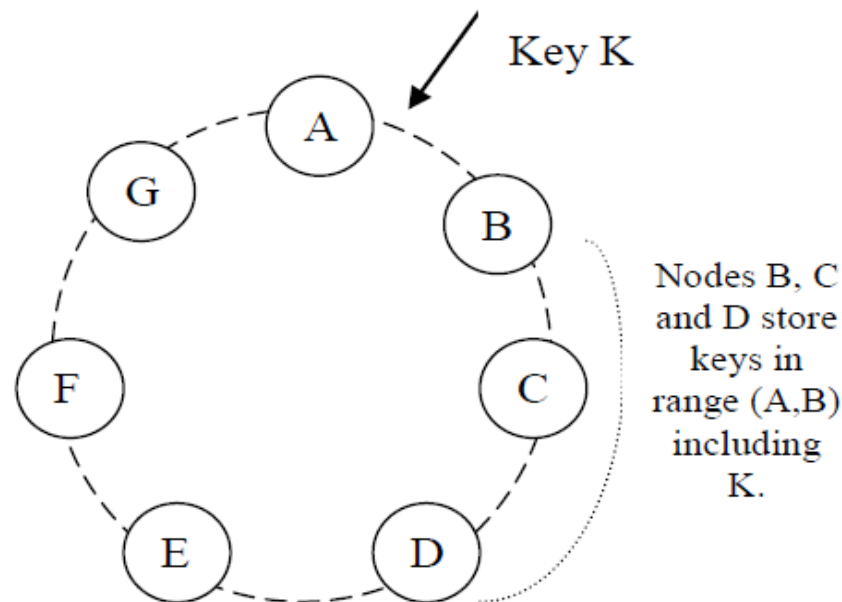 Key K
A
G
B
Nodes B, C
and D store
keys in
range (A,B)
including
K.
F
C
E
D